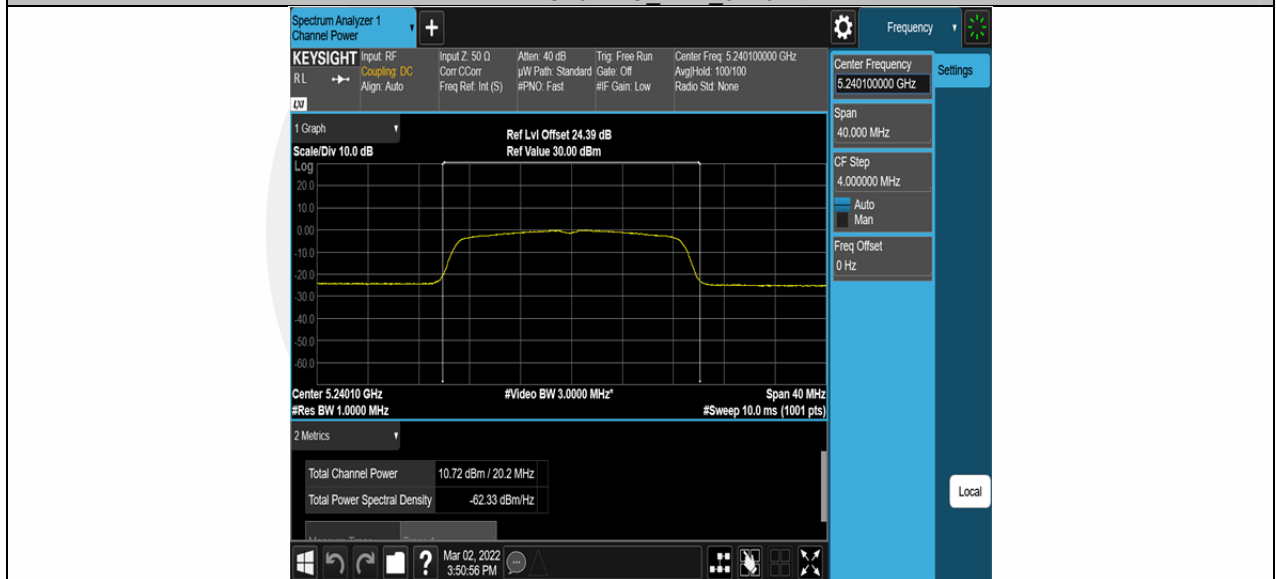 Spectrum Analyzer 1
Channel Power
+
Frequency
KEYSIGHT
Input: RF
Coupling: DC
Align: Auto
RL
LXI
Input Z: 50 Ω
Corr CCorr
Freq Ref: Int (S)
Atten: 40 dB
µW Path: Standard
#PNO: Fast
Trig: Free Run
Gate: Off
#IF Gain: Low
Center Freq: 5.240100000 GHz
Avg|Hold: 100/100
Radio Std: None
Center Frequency
5.240100000 GHz
Settings
Span
40.000 MHz
CF Step
4.000000 MHz
Auto
Man
Freq Offset
0 Hz
Local
1 Graph
Ref Lvl Offset 24.39 dB
Scale/Div 10.0 dB
Ref Value 30.00 dBm
Log
20.0
10.0
0.00
-10.0
-20.0
-30.0
-40.0
-50.0
-60.0
Center 5.24010 GHz
#Video BW 3.0000 MHz*
Span 40 MHz
#Res BW 1.0000 MHz
#Sweep 10.0 ms (1001 pts)
2 Metrics
Total Channel Power 10.72 dBm / 20.2 MHz
Total Power Spectral Density -62.33 dBm/Hz
?
Mar 02, 2022
3:50:56 PM